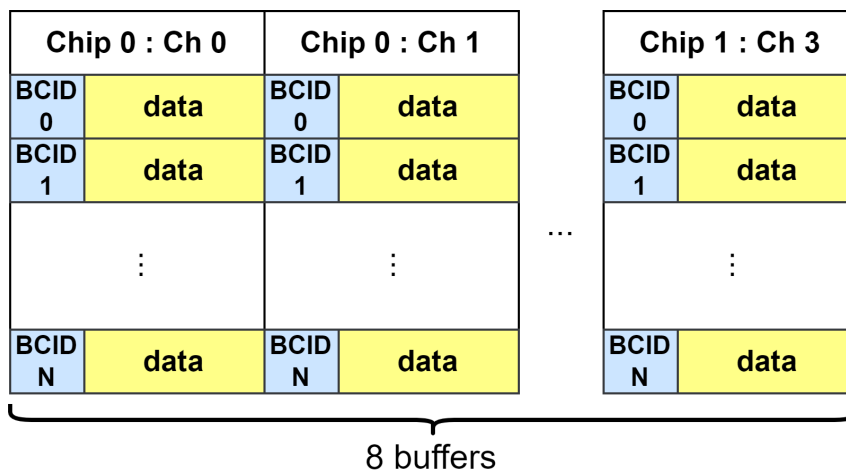 Chip 0 : Ch 0 Chip 0 : Ch 1 Chip 1 : Ch 3
BCID 0 data BCID 0 data BCID 0 data
BCID 1 data BCID 1 data BCID 1 data
⋮ ⋮ ... ⋮
BCID N data BCID N data BCID N data
8 buffers